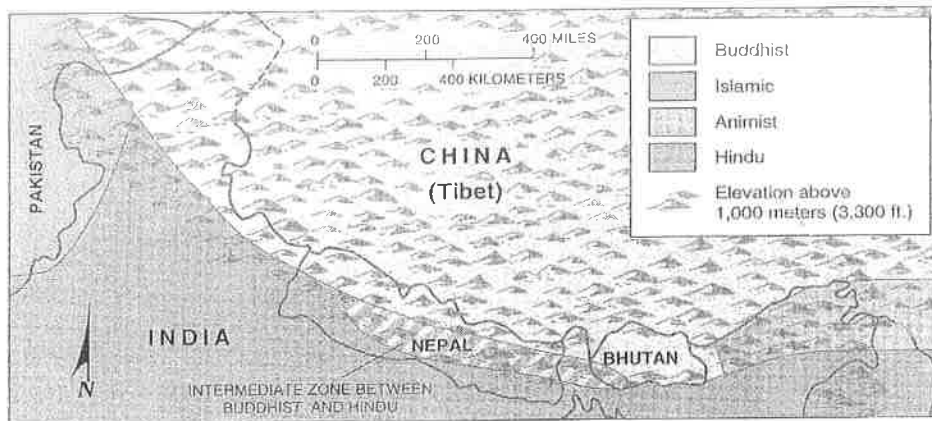 0 200 400 MILES
0 200 400 KILOMETERS
Buddhist
Islamic
Animist
Hindu
Elevation above
1,000 meters (3,300 ft.)
PAKISTAN
CHINA
(Tibet)
INDIA
NEPAL
BHUTAN
N
INTERMEDIATE ZONE BETWEEN
BUDDHIST AND HINDU